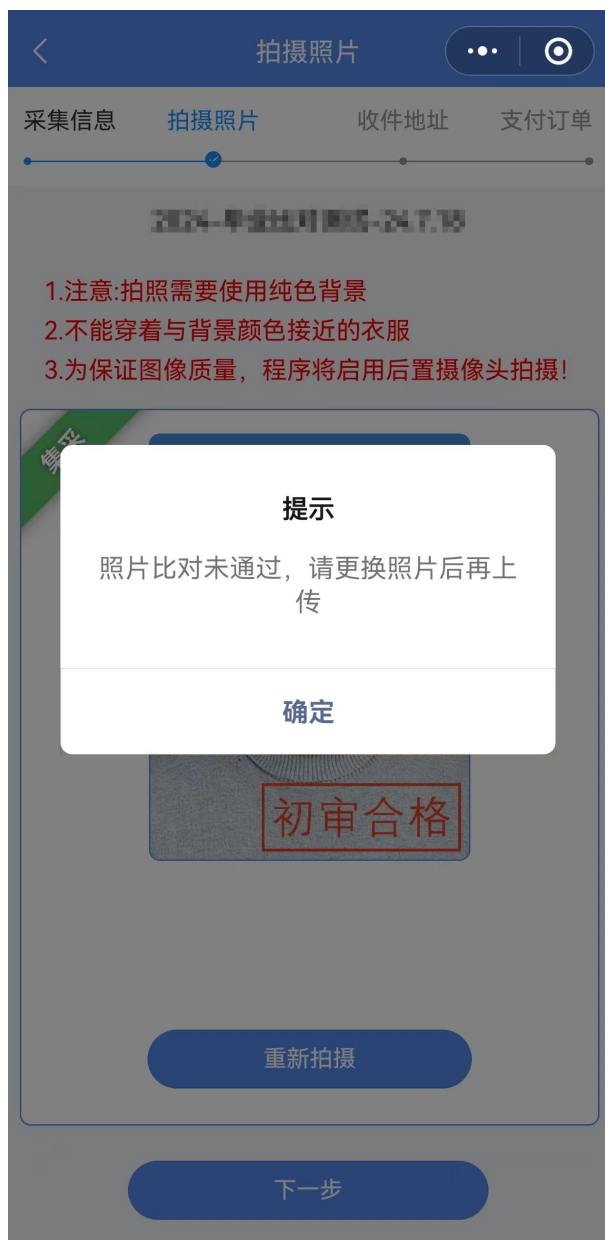 拍摄照片
采集信息
拍摄照片
收件地址
支付订单
1.注意:拍照需要使用纯色背景
2.不能穿着与背景颜色接近的衣服
3.为保证图像质量，程序将启用后置摄像头拍摄!
集采
提示
照片比对未通过，请更换照片后再上
传
确定
初审合格
重新拍摄
下一步